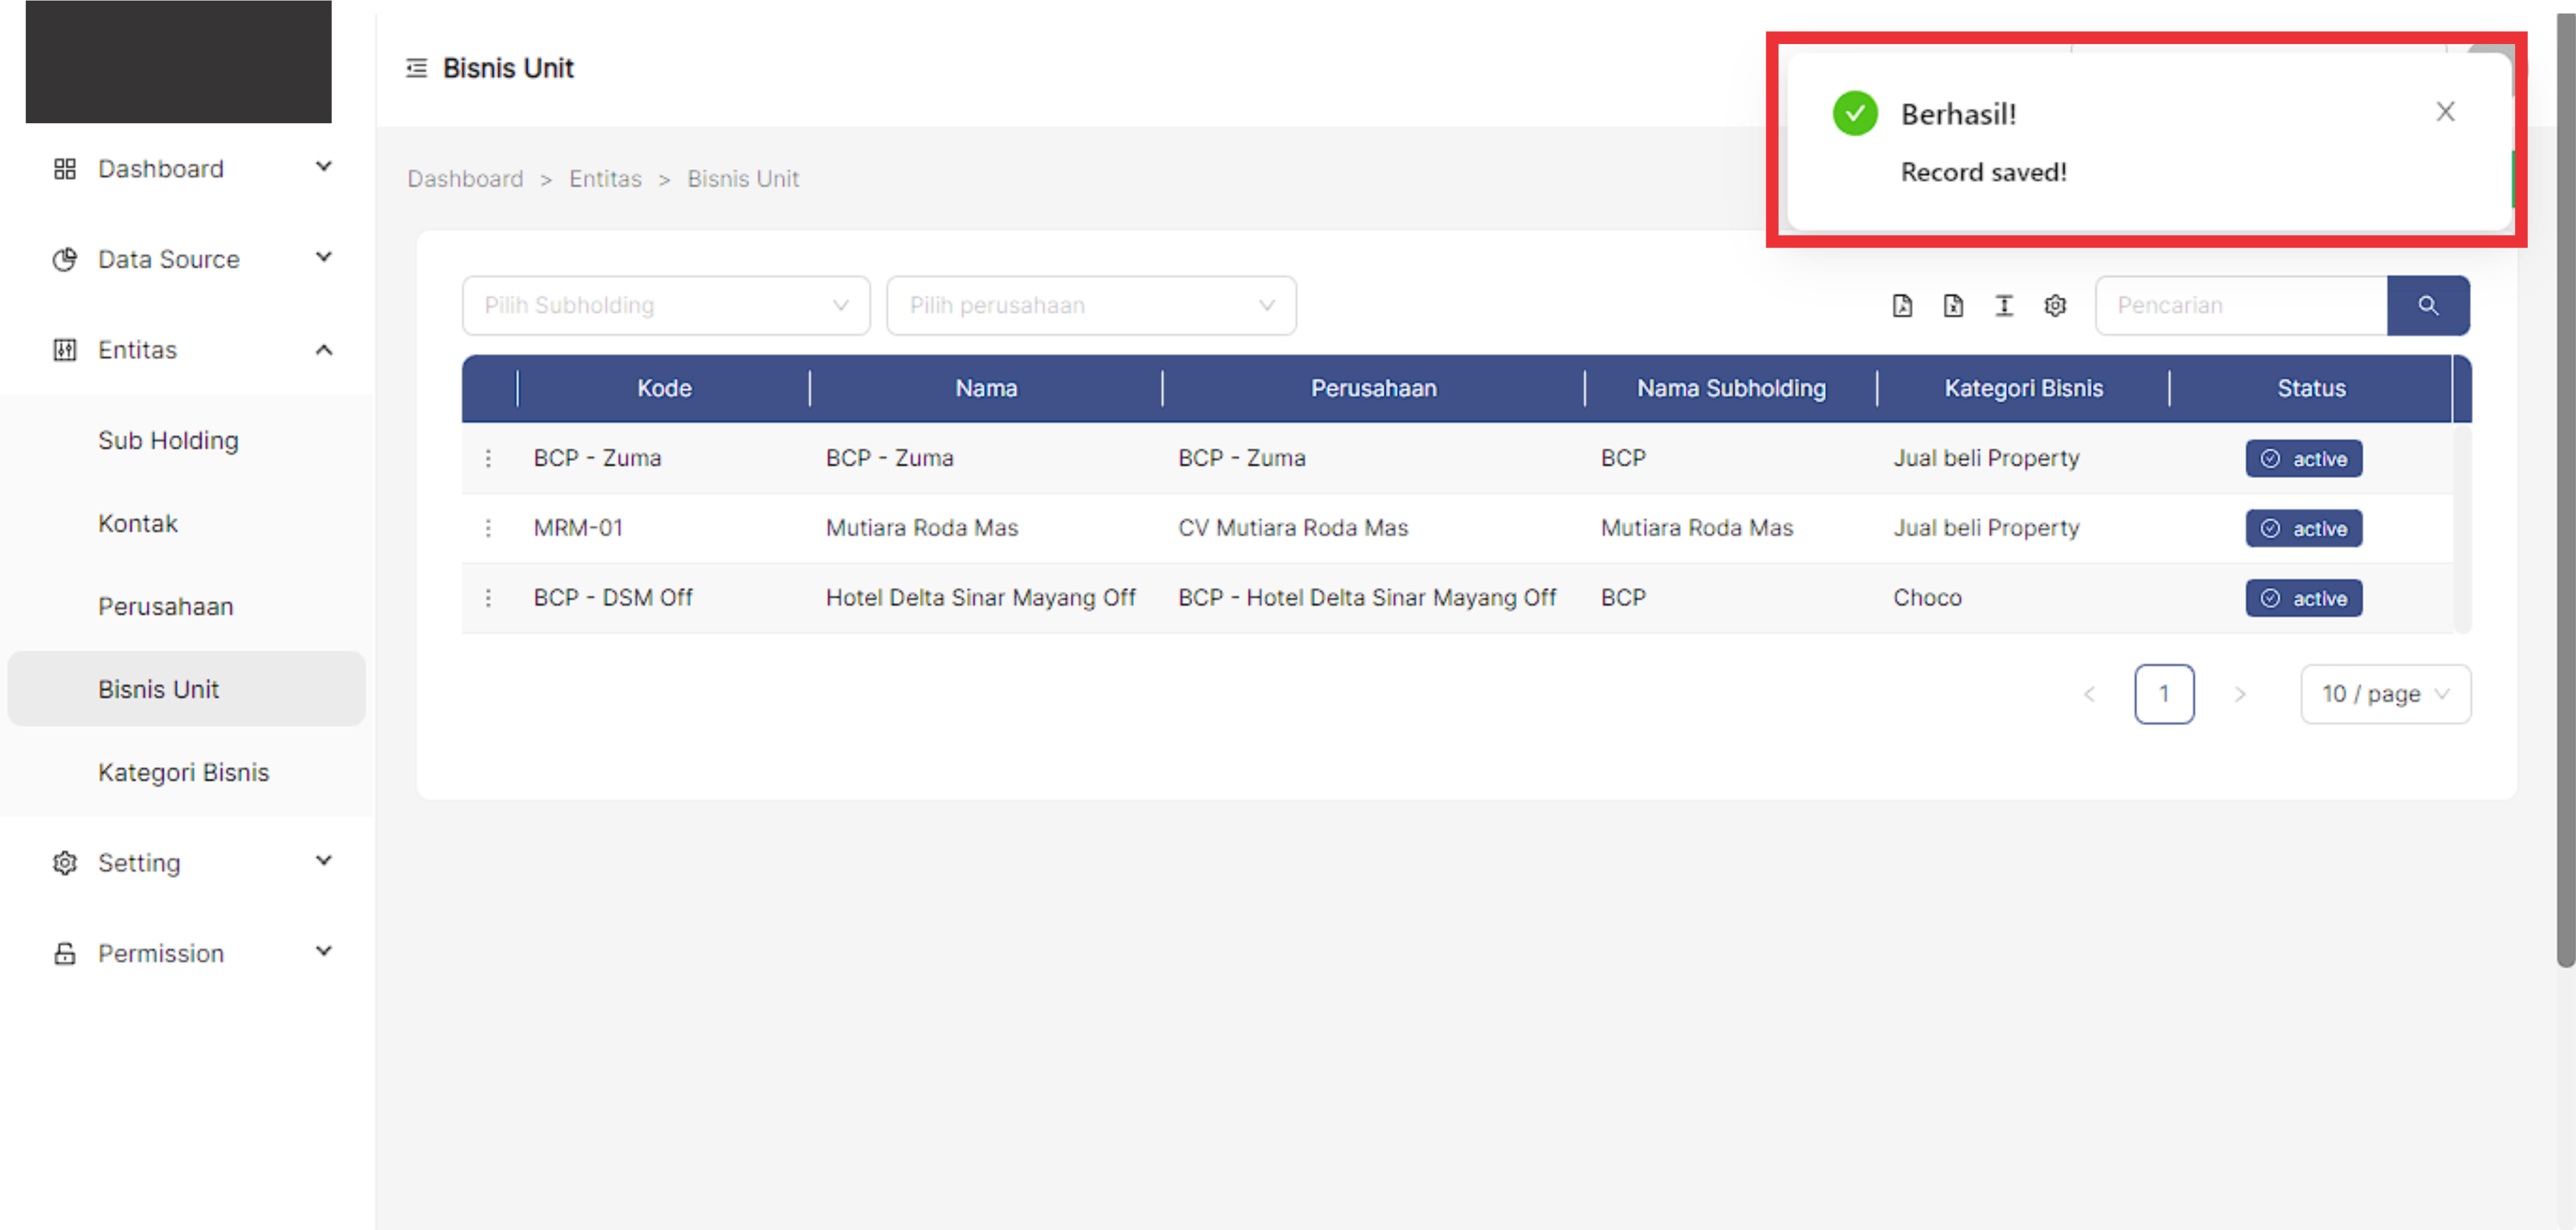 Bisnis Unit
Berhasil!
Record saved!
Dashboard
Data Source
Entitas
Sub Holding
Kontak
Perusahaan
Bisnis Unit
Kategori Bisnis
Setting
Permission
Dashboard > Entitas > Bisnis Unit
Pilih Subholding Pilih perusahaan Pencarian
Kode Nama Perusahaan Nama Subholding Kategori Bisnis Status
BCP - Zuma BCP - Zuma BCP - Zuma BCP Jual beli Property active
MRM-01 Mutiara Roda Mas CV Mutiara Roda Mas Mutiara Roda Mas Jual beli Property active
BCP - DSM Off Hotel Delta Sinar Mayang Off BCP - Hotel Delta Sinar Mayang Off BCP Choco active
< 1 > 10 / page